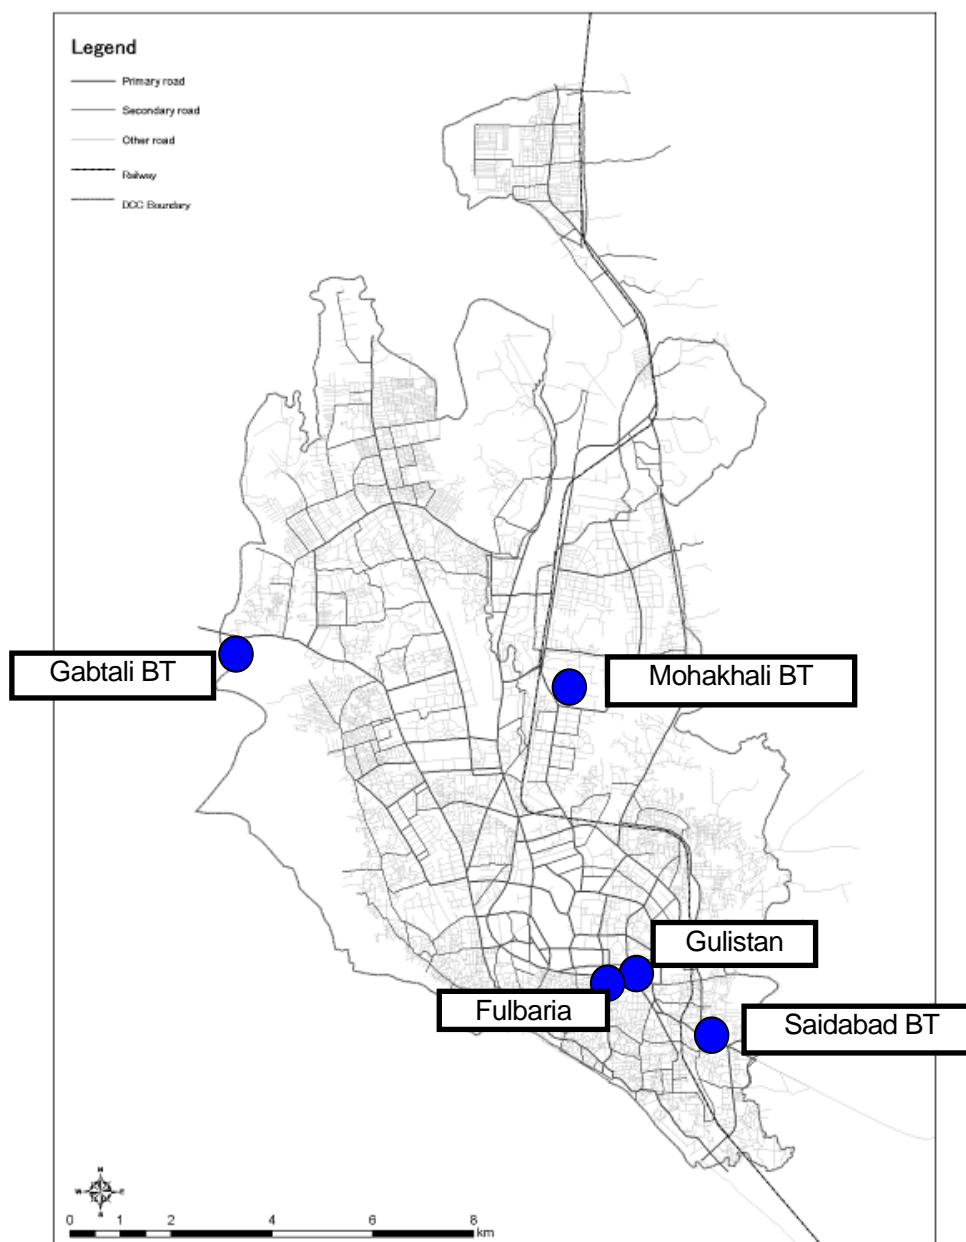 Legend
Primary road
Secondary road
Other road
Railway
DCC Boundary
Gabtali BT
Mohakhali BT
Gulistan
Fulbaria
Saidabad BT
N
W
E
S
0 1 2 4 6 8
km